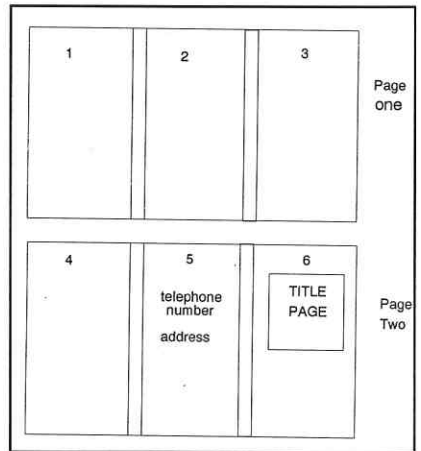 1 2 3
Page
one
4 5 6
telephone
number
address
TITLE
PAGE
Page
Two